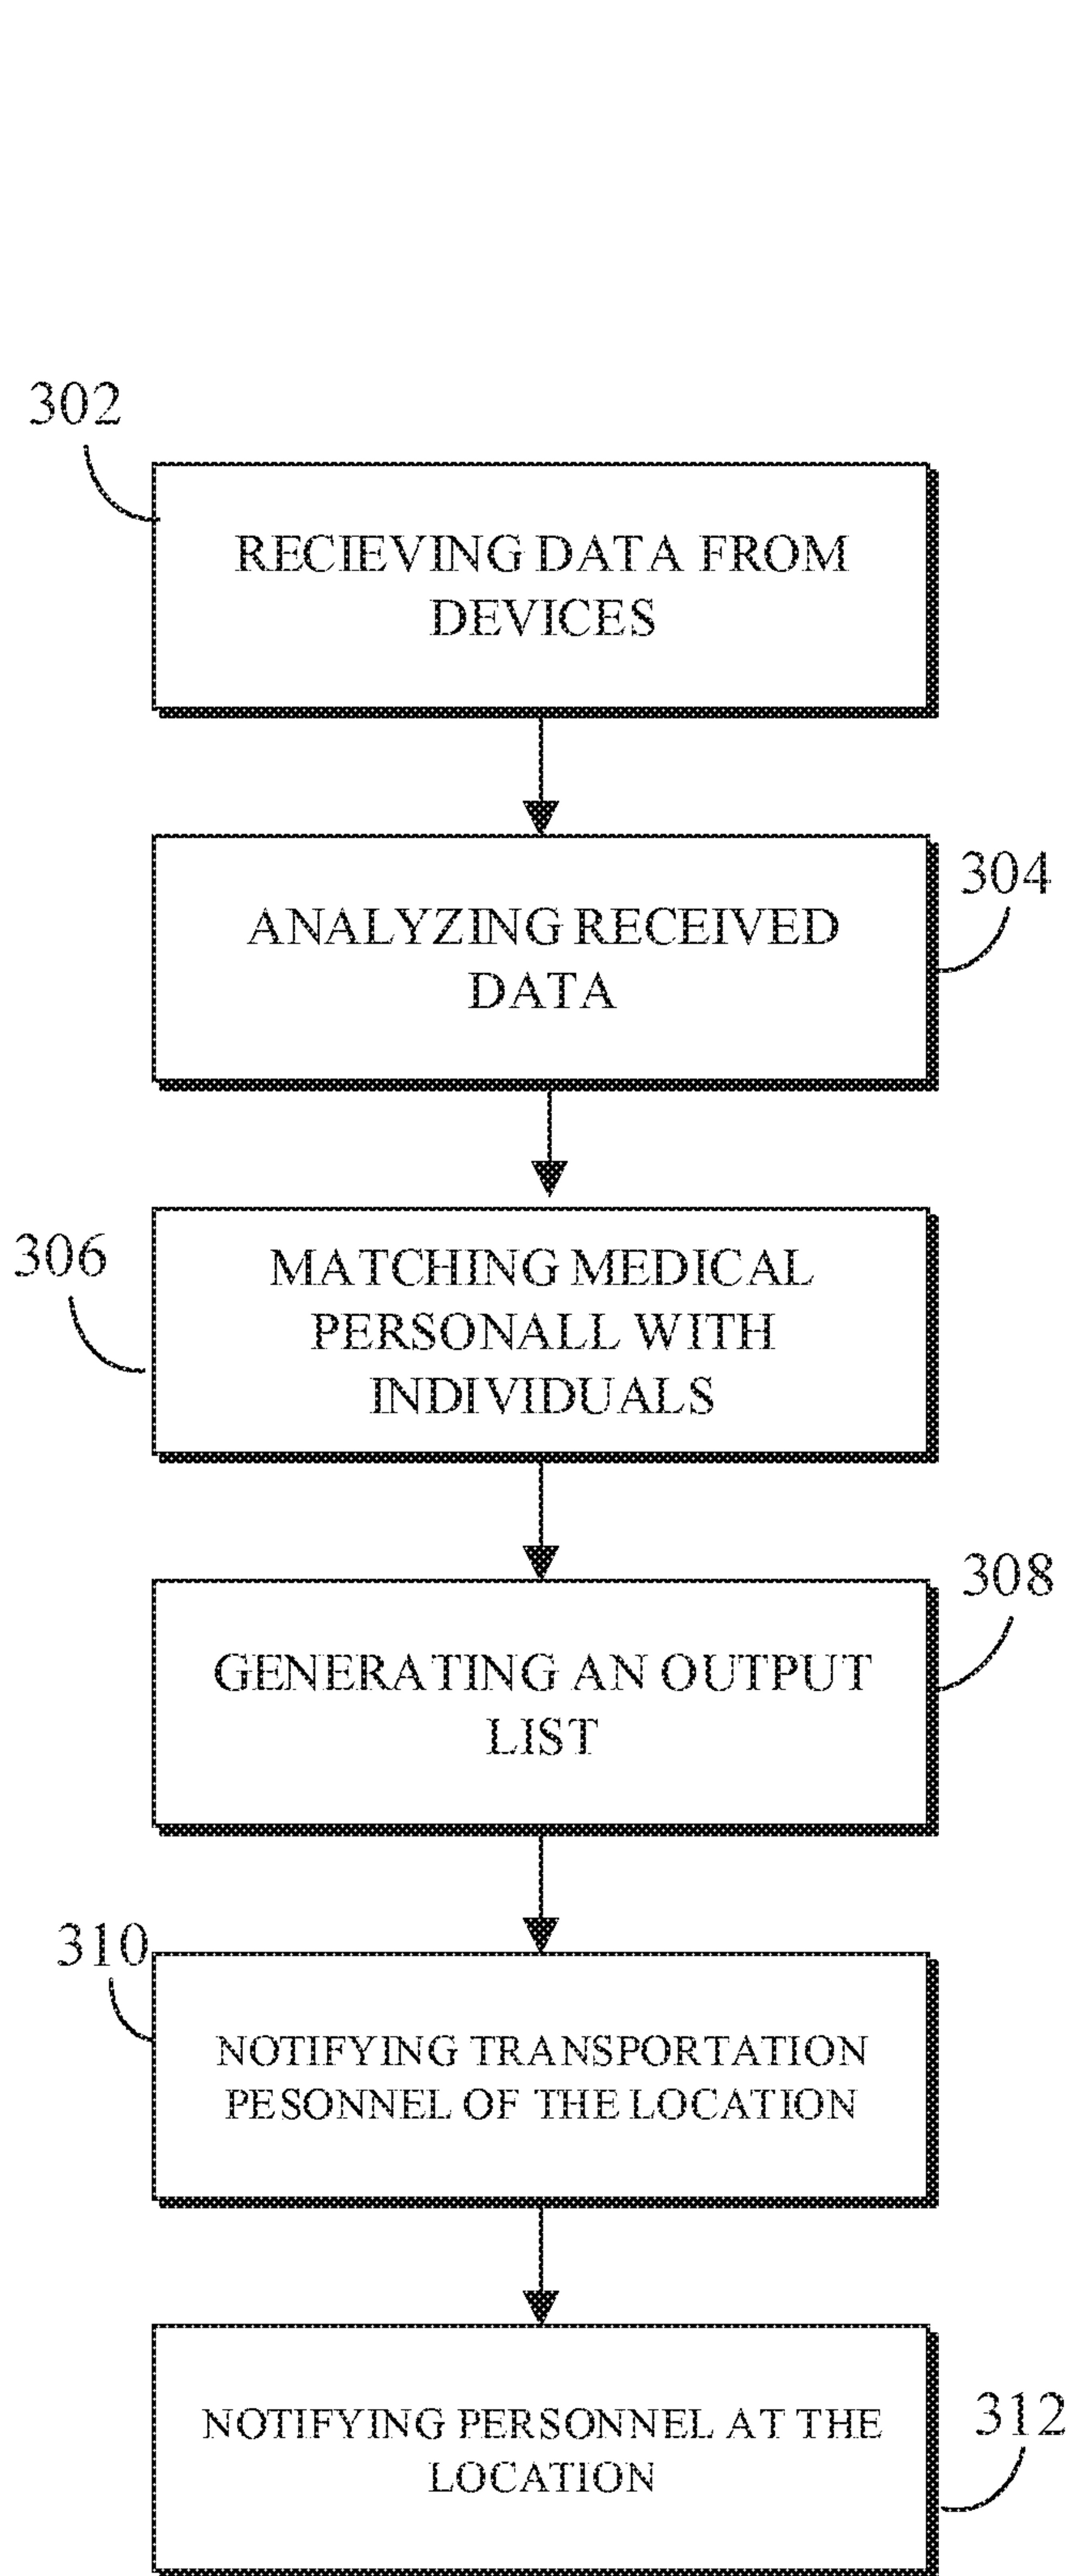 302
RECIEVING DATA FROM
DEVICES
304
ANALYZING RECEIVED
DATA
306
MATCHING MEDICAL
PERSONALL WITH
INDIVIDUALS
308
GENERATING AN OUTPUT
LIST
310
NOTIFYING TRANSPORTATION
PESONNEL OF THE LOCATION
312
NOTIFYING PERSONNEL AT THE
LOCATION